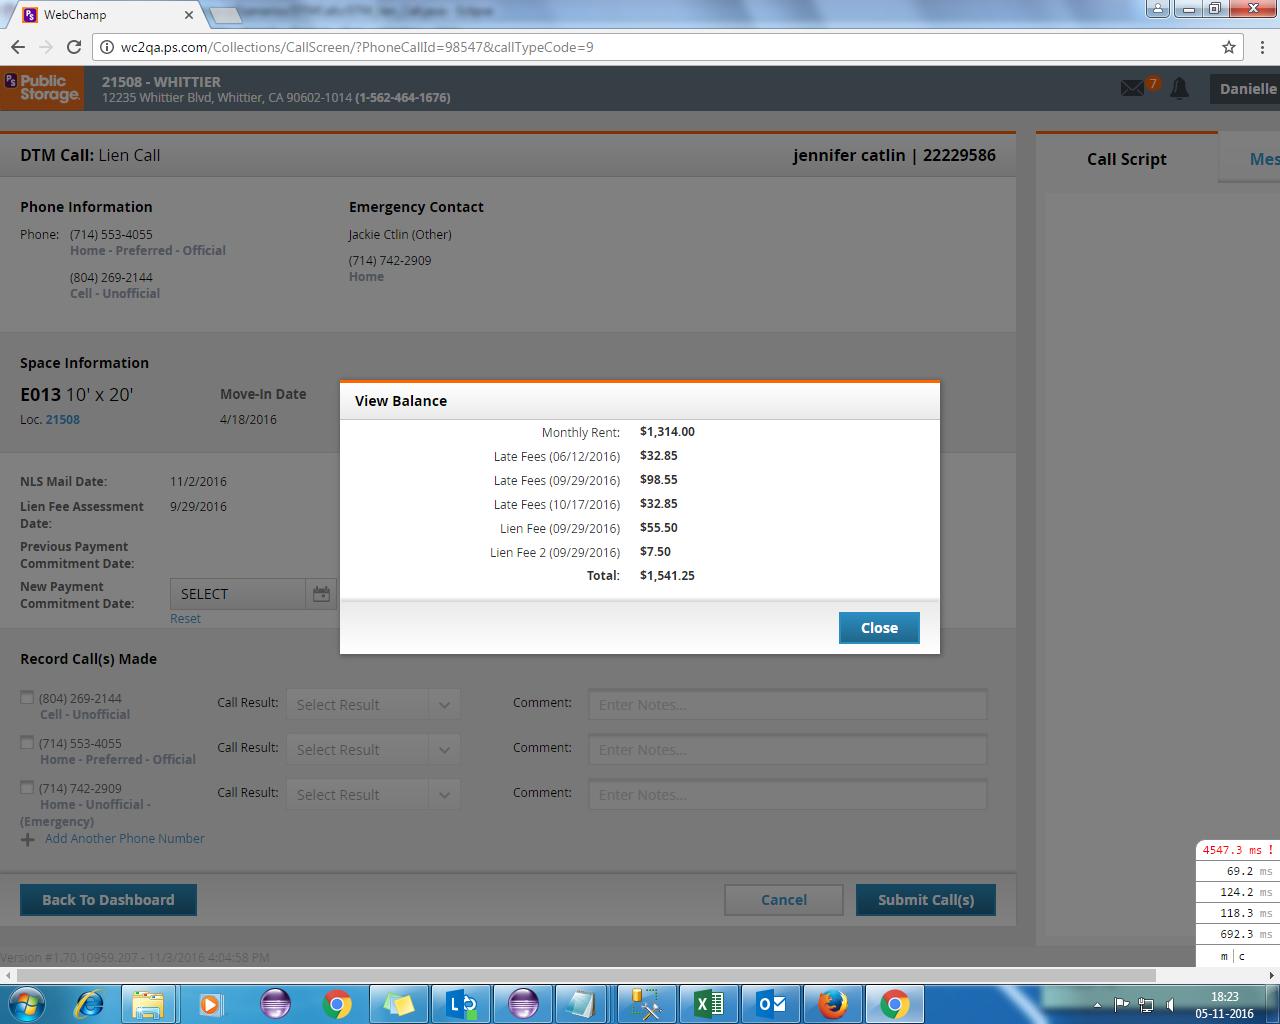 WebChamp
wc2qa.ps.com/Collections/CallScreen/?PhoneCallId=98547&callTypeCode=9
PS Public Storage.
21508 - WHITTIER
12235 Whittier Blvd, Whittier, CA 90602-1014 (1-562-464-1676)
7
Danielle
DTM Call: Lien Call
jennifer catlin | 22229586
Call Script
Mes
Phone Information
Emergency Contact
Phone: (714) 553-4055
Home - Preferred - Official
(804) 269-2144
Cell - Unofficial
Jackie Ctlin (Other)
(714) 742-2909
Home
Space Information
E013 10' x 20'
Move-In Date
Loc. 21508
4/18/2016
View Balance
Monthly Rent: $1,314.00
Late Fees (06/12/2016) $32.85
Late Fees (09/29/2016) $98.55
Late Fees (10/17/2016) $32.85
Lien Fee (09/29/2016) $55.50
Lien Fee 2 (09/29/2016) $7.50
Total: $1,541.25
Close
NLS Mail Date: 11/2/2016
Lien Fee Assessment Date: 9/29/2016
Previous Payment
Commitment Date:
New Payment
Commitment Date:
SELECT
Reset
Record Call(s) Made
(804) 269-2144
Cell - Unofficial
Call Result: Select Result
Comment: Enter Notes...
(714) 553-4055
Home - Preferred - Official
Call Result: Select Result
Comment: Enter Notes...
(714) 742-2909
Home - Unofficial -
(Emergency)
Call Result: Select Result
Comment: Enter Notes...
Add Another Phone Number
Back To Dashboard
Cancel
Submit Call(s)
4547.3 ms !
69.2 ms
124.2 ms
118.3 ms
692.3 ms
m | c
Version #1.70.10959.207 - 11/3/2016 4:04:58 PM
18:23
05-11-2016